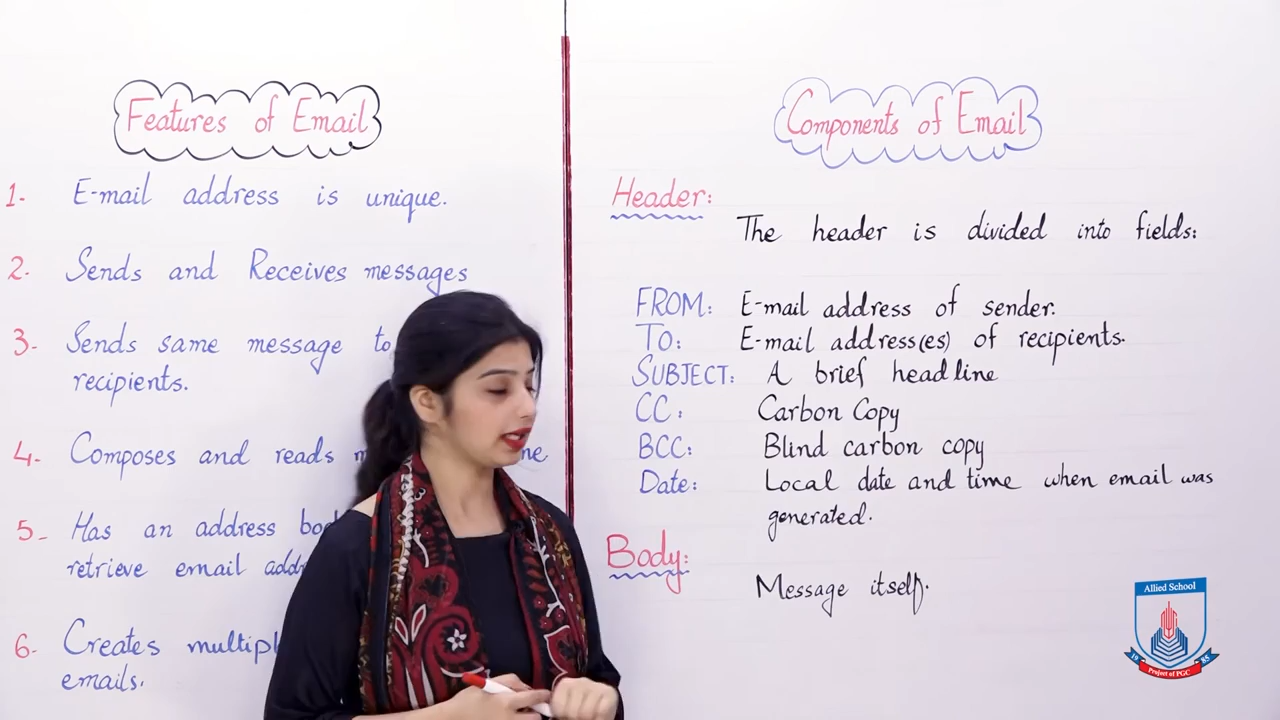 Features of Email
1. E-mail address is unique.
2. Sends and Receives messages
3. Sends same message to
recipients.
4. Composes and reads
5. Has an address
retrieve email
6. Creates
emails.
Components of Email
Header:
The header is divided into fields:
FROM: E-mail address of sender.
TO: E-mail address(es) of recipients.
SUBJECT: A brief headline
CC: Carbon Copy
BCC: Blind carbon copy
Date: Local date and time when email was
generated.
Body:
Message itself.
Allied School
19 85
Project of PGC